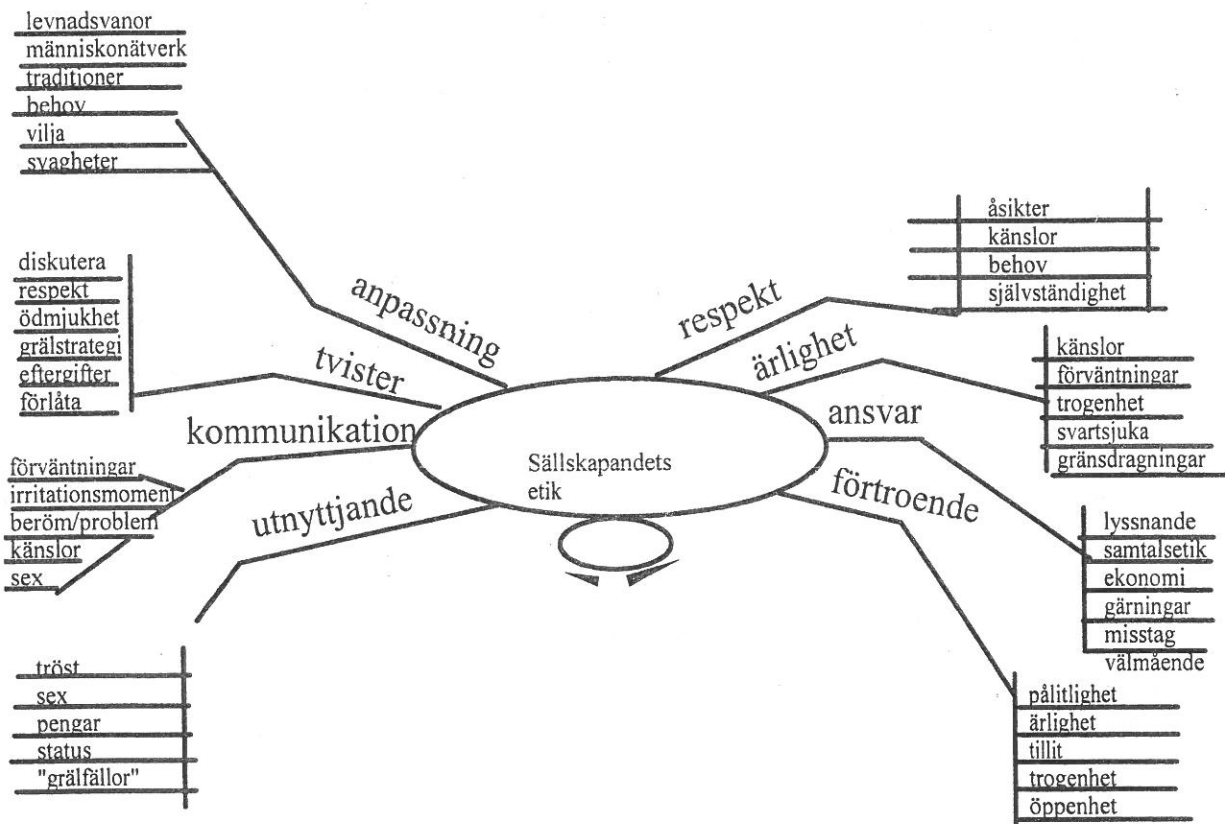 levnadsvanor
människonätverk
traditioner
behov
vilja
svagheter
anpassning
diskutera
respekt
ödmjukhet
grälstrategi
eftergifter
förlåta
tvister
kommunikation
förväntningar
irritationsmoment
beröm/problem
känslor
sex
utnyttjande
tröst
sex
pengar
status
"grälfällor"
Sällskapandets
etik
respekt
åsikter
känslor
behov
självständighet
ärlighet
känslor
förväntningar
trogenhet
svartsjuka
gränsdragningar
ansvar
lyssnande
samtalsetik
ekonomi
gärningar
misstag
välmående
förtroende
pålitlighet
ärlighet
tillit
trogenhet
öppenhet